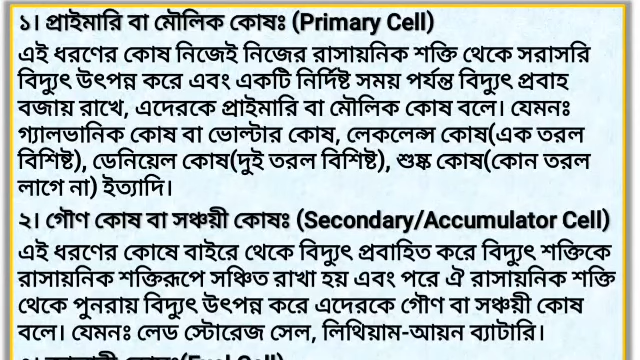 ১। প্রাইমারি বা মৌলিক কোষঃ (Primary Cell)
এই ধরণের কোষ নিজেই নিজের রাসায়নিক শক্তি থেকে সরাসরি
বিদ্যুৎ উৎপন্ন করে এবং একটি নির্দিষ্ট সময় পর্যন্ত বিদ্যুৎ প্রবাহ
বজায় রাখে, এদেরকে প্রাইমারি বা মৌলিক কোষ বলে। যেমনঃ
গ্যালভানিক কোষ বা ভোল্টার কোষ, লেকলেন্স কোষ(এক তরল
বিশিষ্ট), ডেনিয়েল কোষ(দুই তরল বিশিষ্ট), শুষ্ক কোষ(কোন তরল
লাগে না) ইত্যাদি।
২। গৌণ কোষ বা সঞ্চয়ী কোষঃ (Secondary/Accumulator Cell)
এই ধরণের কোষে বাইরে থেকে বিদ্যুৎ প্রবাহিত করে বিদ্যুৎ শক্তিকে
রাসায়নিক শক্তিরূপে সঞ্চিত রাখা হয় এবং পরে ঐ রাসায়নিক শক্তি
থেকে পুনরায় বিদ্যুৎ উৎপন্ন করে এদেরকে গৌণ বা সঞ্চয়ী কোষ
বলে। যেমনঃ লেড স্টোরেজ সেল, লিথিয়াম-আয়ন ব্যাটারি।